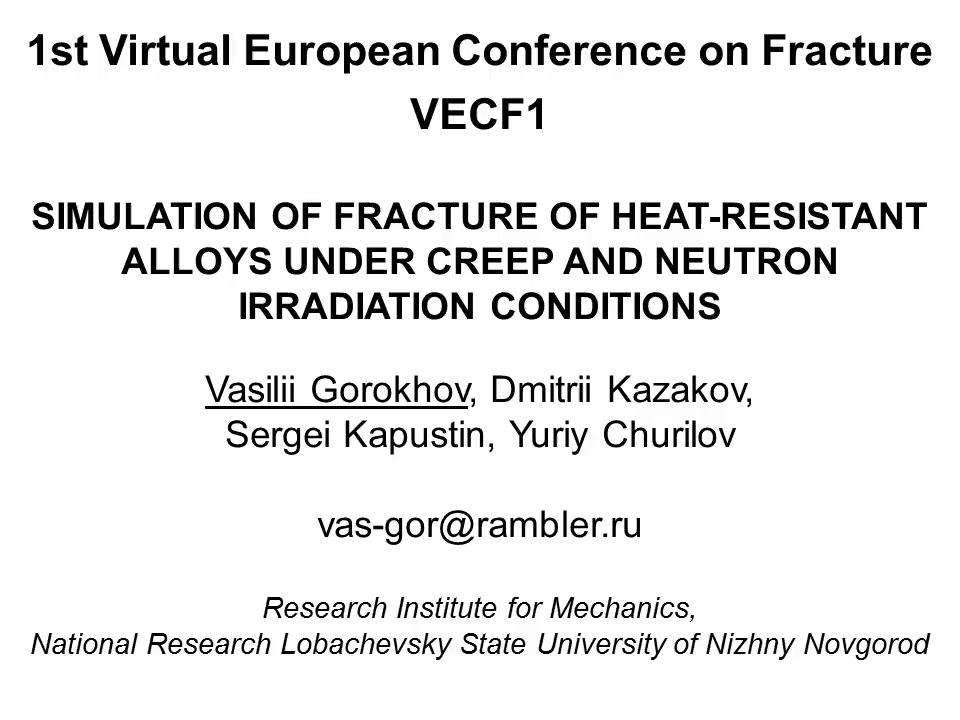 1st Virtual European Conference on Fracture
VECF1
SIMULATION OF FRACTURE OF HEAT-RESISTANT
ALLOYS UNDER CREEP AND NEUTRON
IRRADIATION CONDITIONS
Vasilii Gorokhov, Dmitrii Kazakov,
Sergei Kapustin, Yuriy Churilov
vas-gor@rambler.ru
Research Institute for Mechanics,
National Research Lobachevsky State University of Nizhny Novgorod